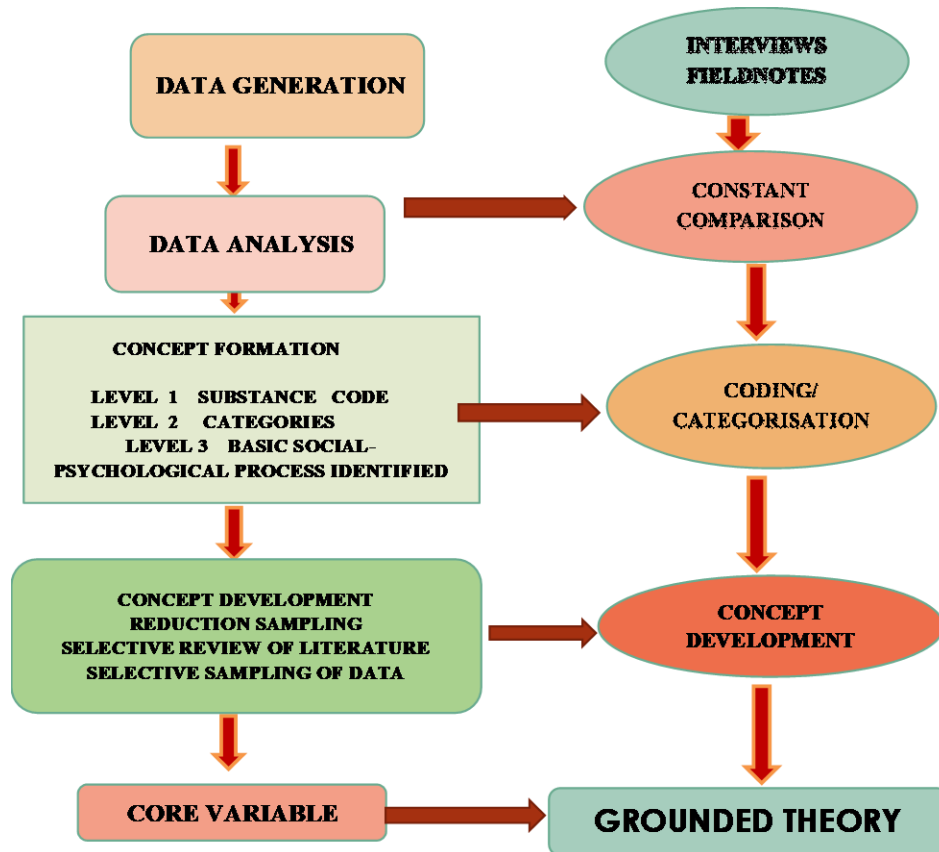 DATA GENERATION
INTERVIEWS
FIELDNOTES
DATA ANALYSIS
CONSTANT
COMPARISON
CONCEPT FORMATION
LEVEL 1 SUBSTANCE CODE
LEVEL 2 CATEGORIES
LEVEL 3 BASIC SOCIAL-
PSYCHOLOGICAL PROCESS IDENTIFIED
CODING/
CATEGORISATION
CONCEPT DEVELOPMENT
REDUCTION SAMPLING
SELECTIVE REVIEW OF LITERATURE
SELECTIVE SAMPLING OF DATA
CONCEPT
DEVELOPMENT
CORE VARIABLE
GROUNDED THEORY